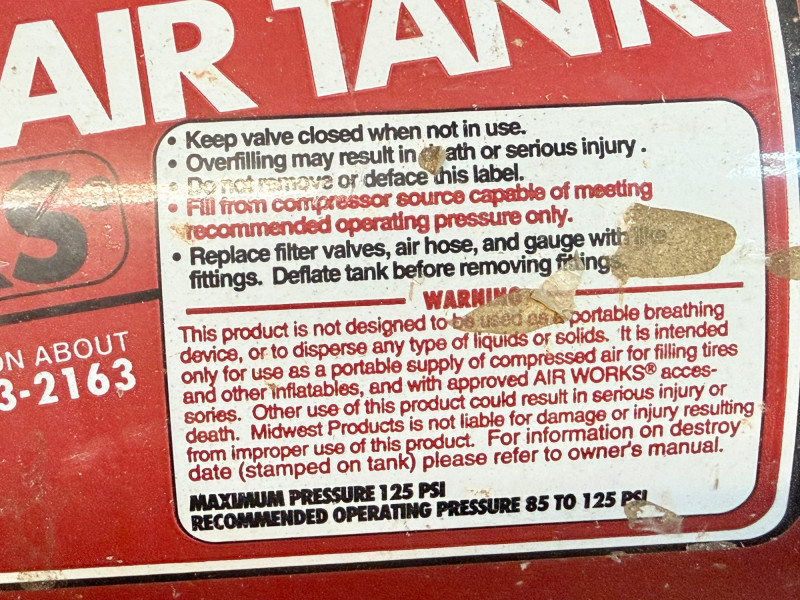 AIR TANK
• Keep valve closed when not in use.
• Overfilling may result in death or serious injury.
• Do not remove or deface this label.
• Fill from compressor source capable of meeting
recommended operating pressure only.
• Replace filter valves, air hose, and gauge with like
fittings. Deflate tank before removing fittings
KS®
WARNING
This product is not designed to be used as a portable breathing
device, or to disperse any type of liquids or solids. It is intended
only for use as a portable supply of compressed air for filling tires
and other inflatables, and with approved AIR WORKS® acces-
sories. Other use of this product could result in serious injury or
death. Midwest Products is not liable for damage or injury resulting
from improper use of this product. For information on destroy
date (stamped on tank) please refer to owner's manual.
ON ABOUT
3-2163
MAXIMUM PRESSURE 125 PSI
RECOMMENDED OPERATING PRESSURE 85 TO 125 PSI